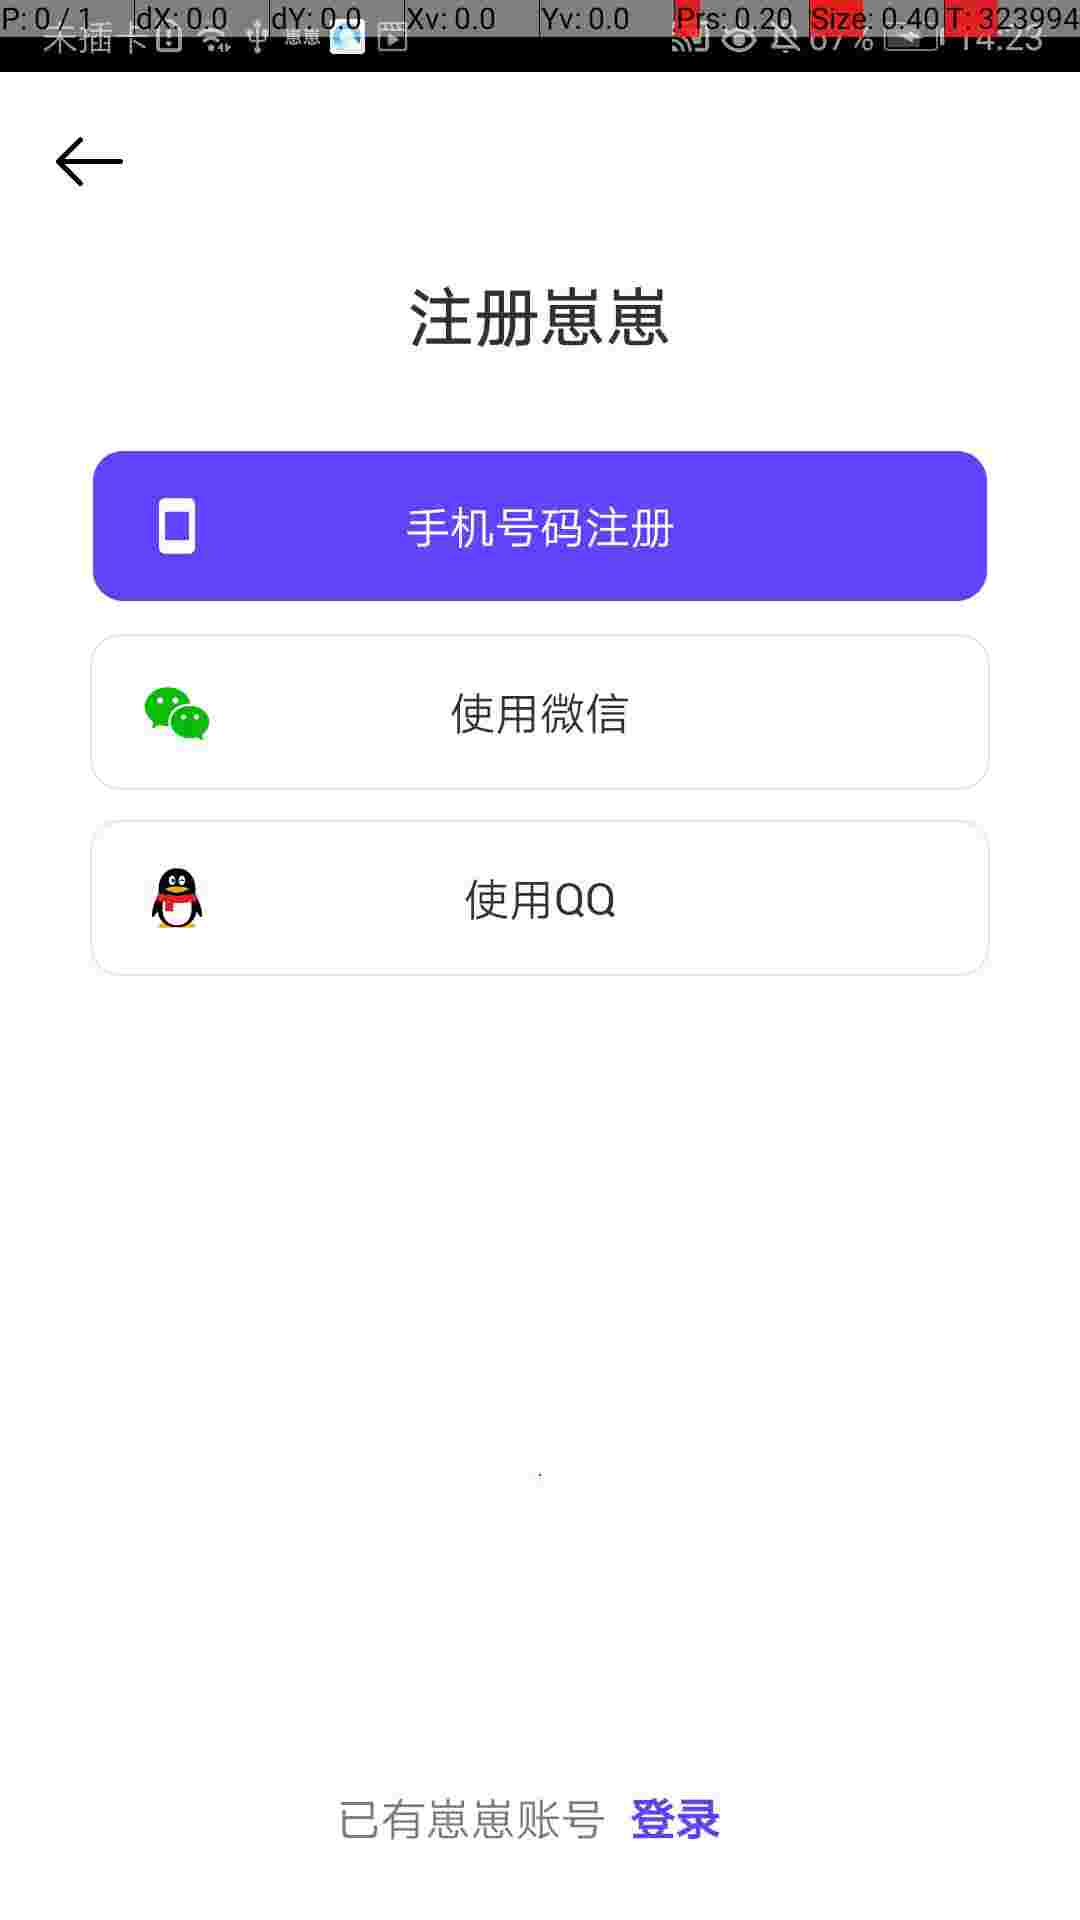 P: 0 / 1 dX: 0.0 dY: 0.0 Xv: 0.0 Yv: 0.0 Prs: 0.20 Size: 0.40 T: 323994
未插卡 崽崽 67% 14:23
注册崽崽
手机号码注册
使用微信
使用QQ
已有崽崽账号 登录